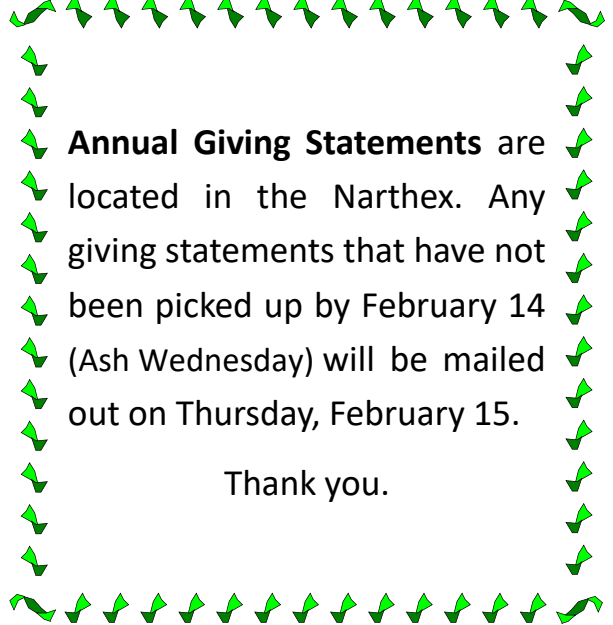 Annual Giving Statements are
located in the Narthex. Any
giving statements that have not
been picked up by February 14
(Ash Wednesday) will be mailed
out on Thursday, February 15.
Thank you.